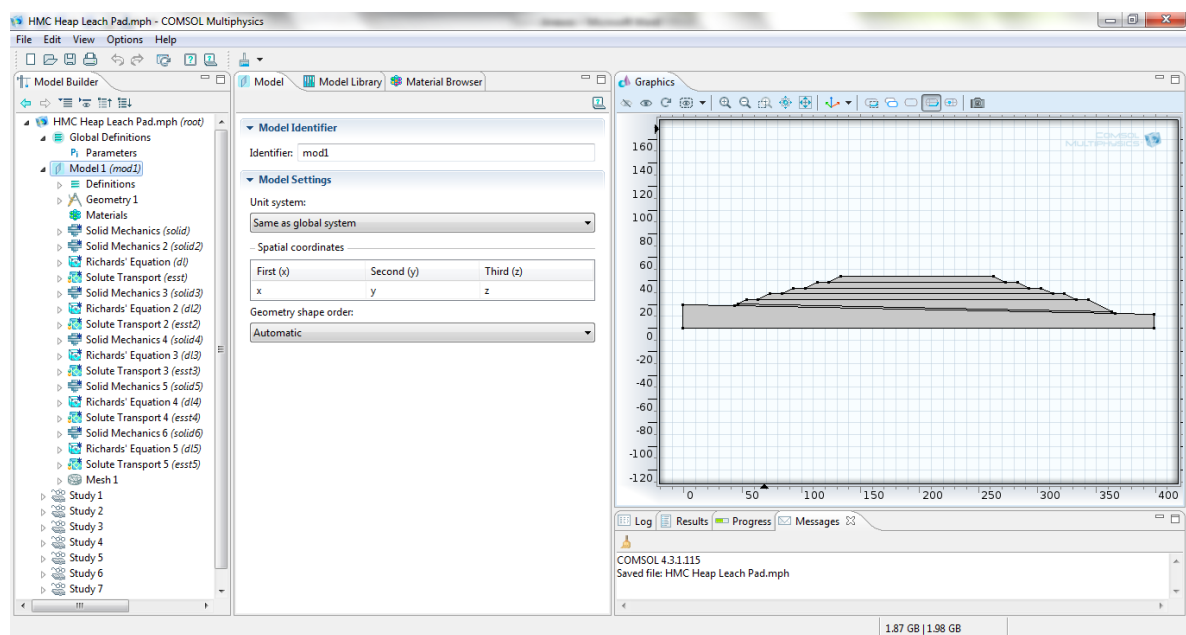 HMC Heap Leach Pad.mph - COMSOL Multiphysics
File Edit View Options Help
Model Builder
HMC Heap Leach Pad.mph (root)
Global Definitions
Pi Parameters
Model 1 (mod1)
Definitions
Geometry 1
Materials
Solid Mechanics (solid)
Solid Mechanics 2 (solid2)
Richards' Equation (dl)
Solute Transport (esst)
Solid Mechanics 3 (solid3)
Richards' Equation 2 (dl2)
Solute Transport 2 (esst2)
Solid Mechanics 4 (solid4)
Richards' Equation 3 (dl3)
Solute Transport 3 (esst3)
Solid Mechanics 5 (solid5)
Richards' Equation 4 (dl4)
Solute Transport 4 (esst4)
Solid Mechanics 6 (solid6)
Richards' Equation 5 (dl5)
Solute Transport 5 (esst5)
Mesh 1
Study 1
Study 2
Study 3
Study 4
Study 5
Study 6
Study 7
Model Model Library Material Browser
Model Identifier
Identifier: mod1
Model Settings
Unit system:
Same as global system
Spatial coordinates
First (x) Second (y) Third (z)
x y z
Geometry shape order:
Automatic
Graphics
COMSOL
MULTIPHYSICS
160
140
120
100
80
60
40
20
0
-20
-40
-60
-80
-100
-120
0 50 100 150 200 250 300 350 400
Log Results Progress Messages
COMSOL 4.3.1.115
Saved file: HMC Heap Leach Pad.mph
1.87 GB | 1.98 GB